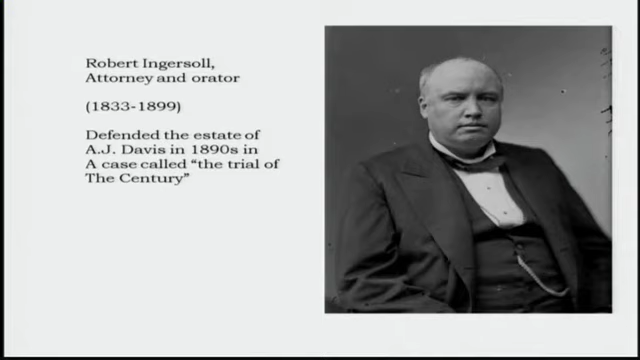 Robert Ingersoll,
Attorney and orator
(1833-1899)
Defended the estate of
A.J. Davis in 1890s in
A case called “the trial of
The Century”